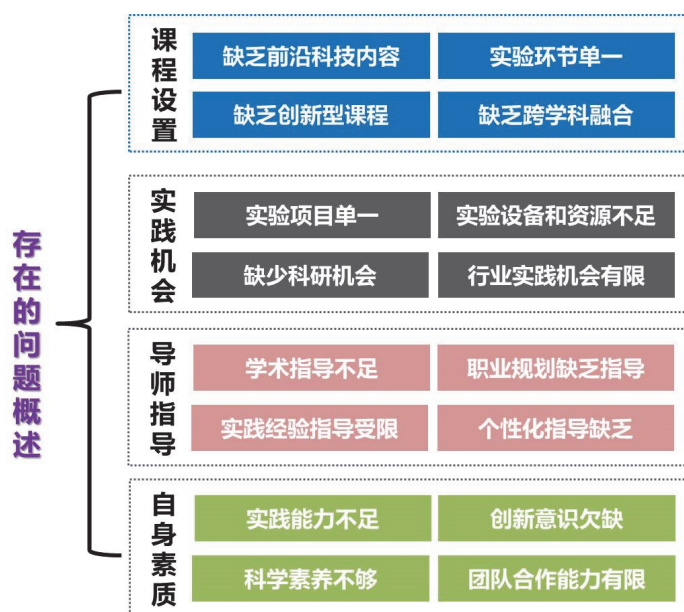 存在的问题概述
课程设置
缺乏前沿科技内容
实验环节单一
缺乏创新型课程
缺乏跨学科融合
实践机会
实验项目单一
实验设备和资源不足
缺少科研机会
行业实践机会有限
导师指导
学术指导不足
职业规划缺乏指导
实践经验指导受限
个性化指导缺乏
自身素质
实践能力不足
创新意识欠缺
科学素养不够
团队合作能力有限